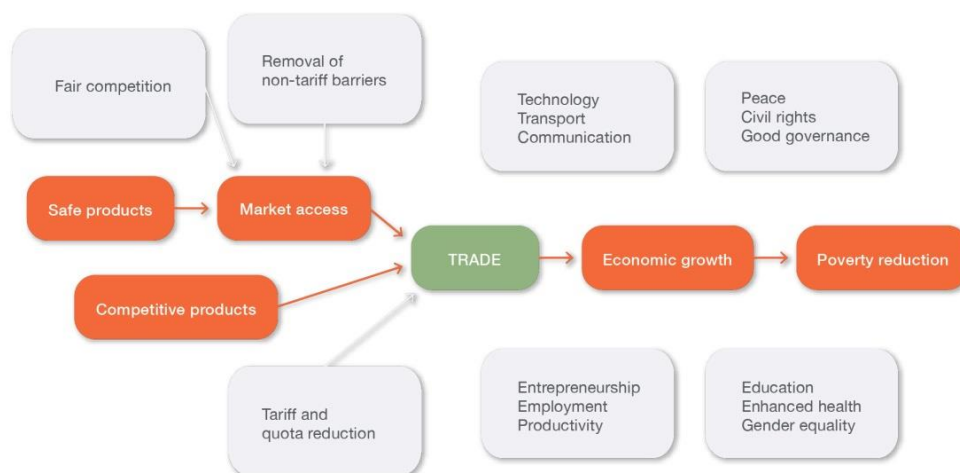 Fair competition
Removal of
non-tariff barriers
Technology
Transport
Communication
Peace
Civil rights
Good governance
Safe products
Market access
TRADE
Economic growth
Poverty reduction
Competitive products
Tariff and
quota reduction
Entrepreneurship
Employment
Productivity
Education
Enhanced health
Gender equality